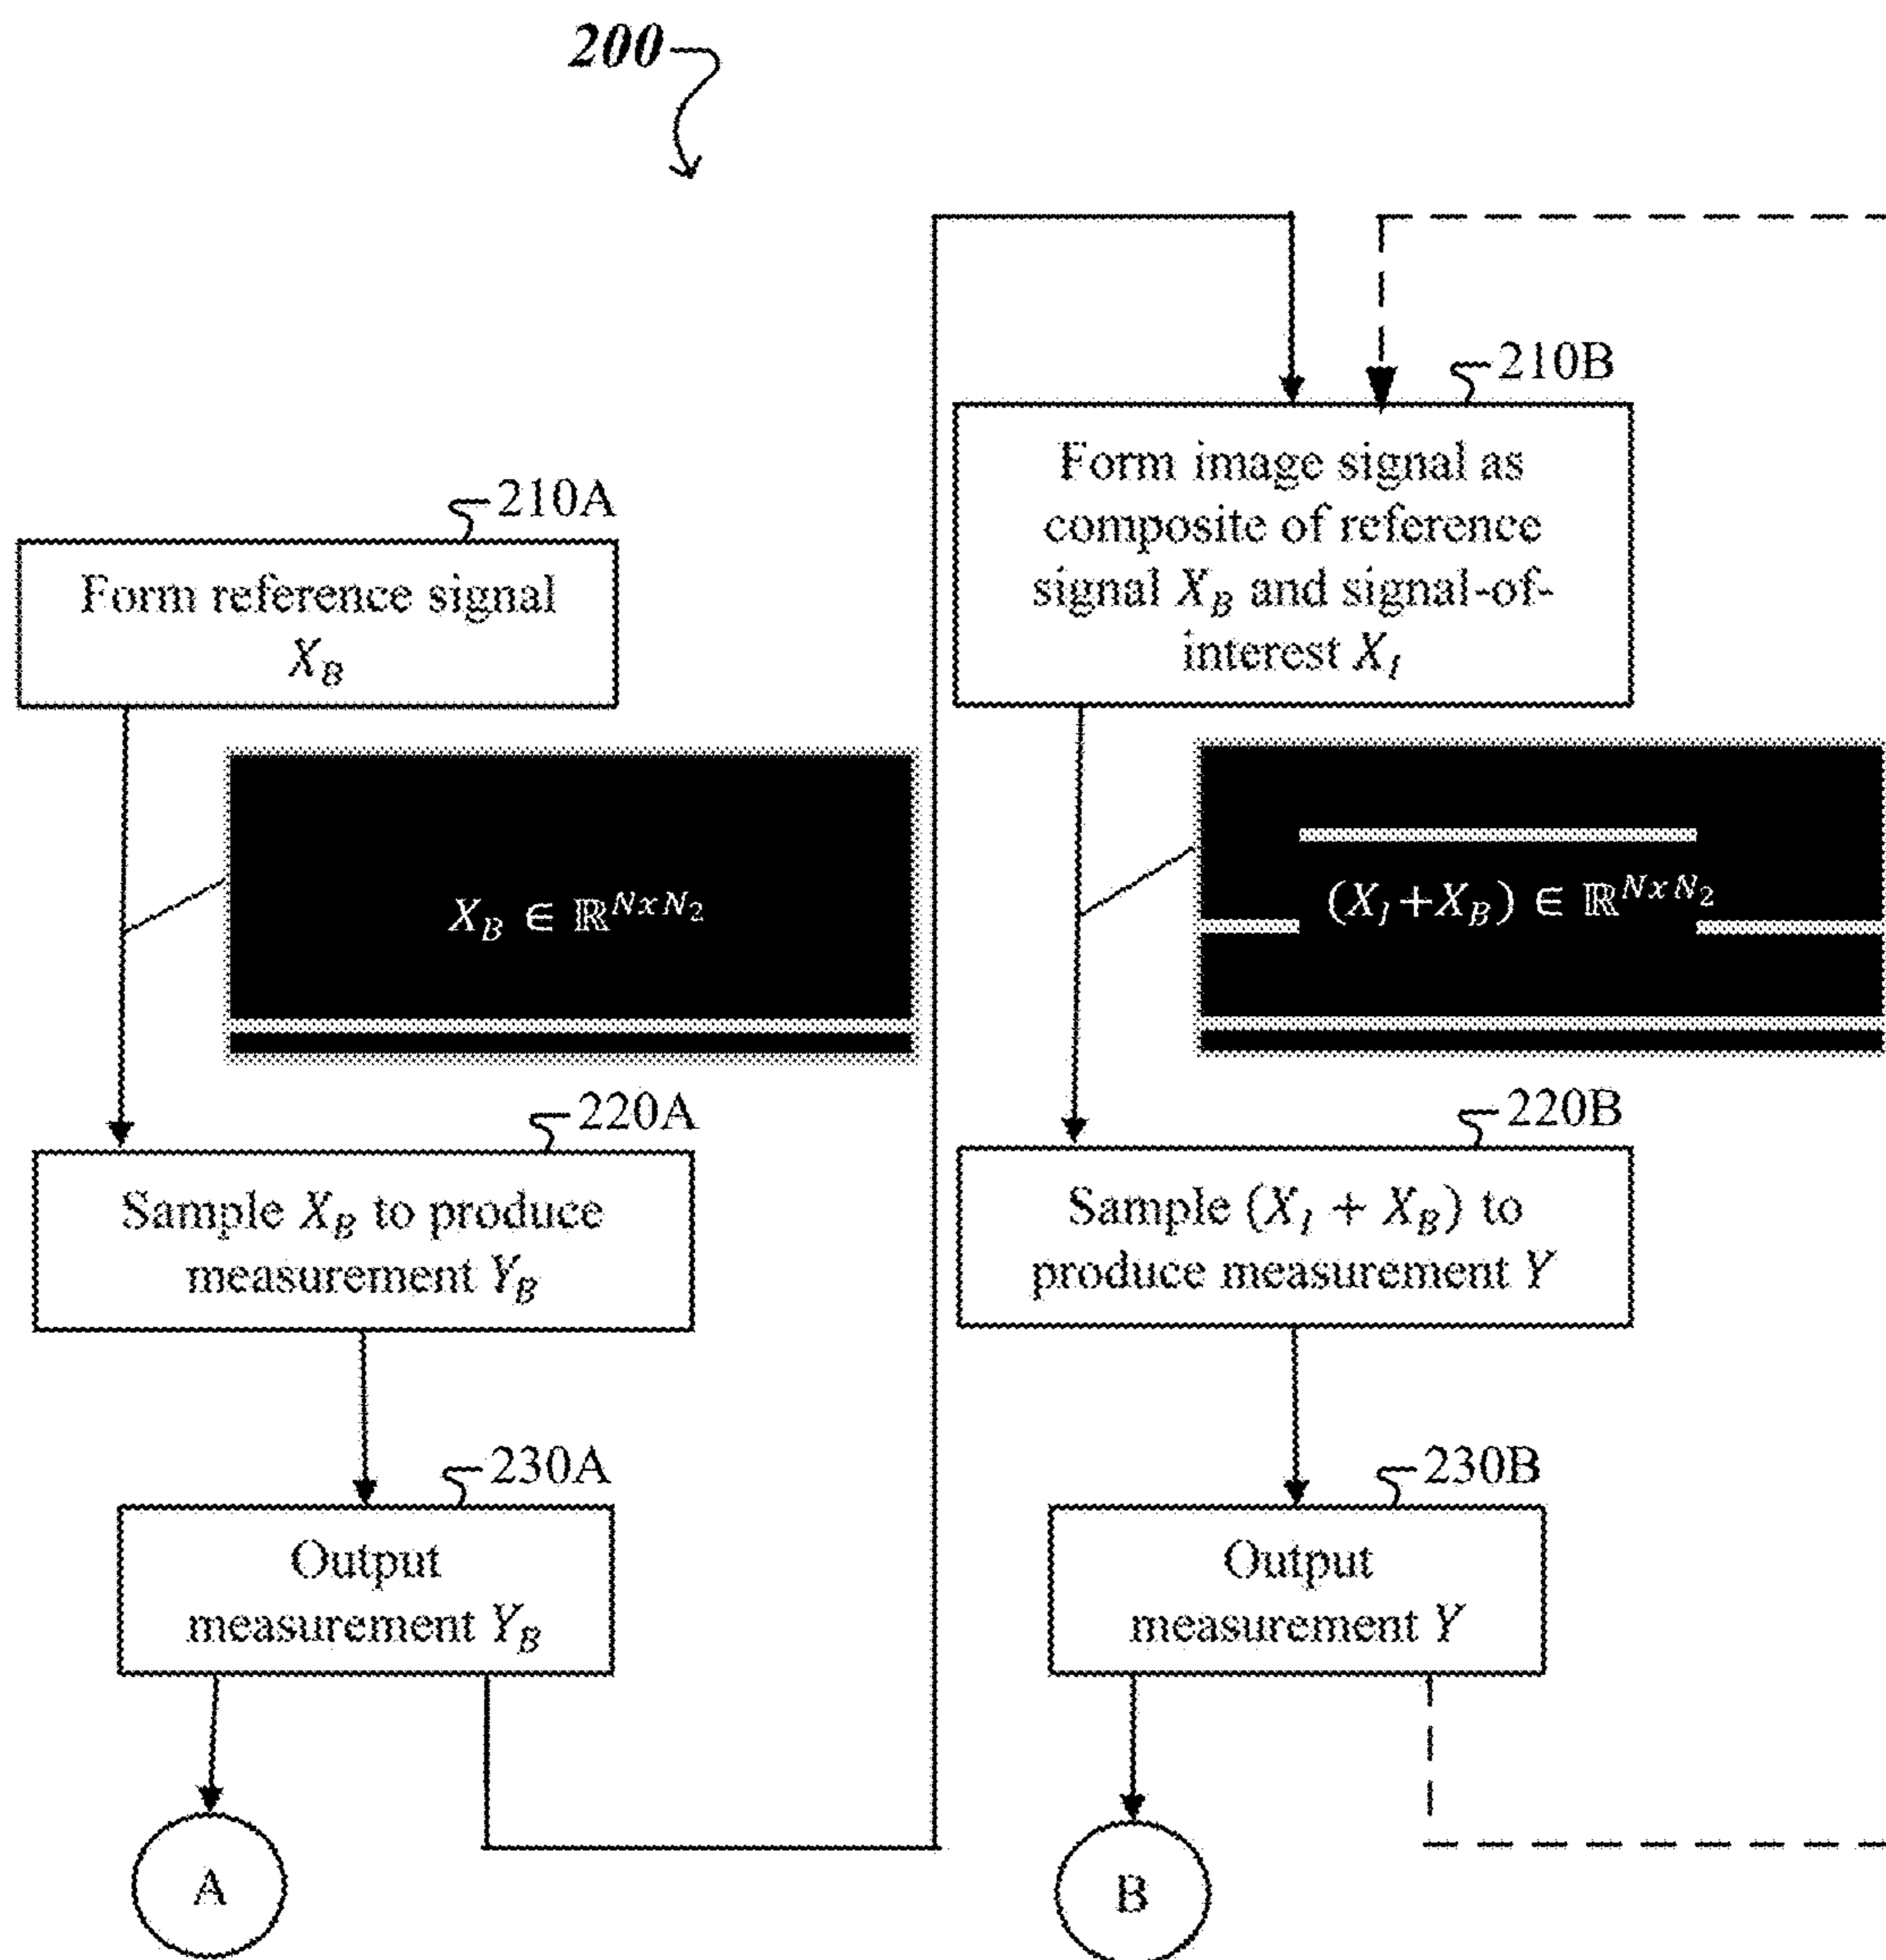 200
210A
Form reference signal
X_B
X_B ∈ ℝ^{NxN_2}
220A
Sample X_B to produce
measurement Y_B
230A
Output
measurement Y_B
A
210B
Form image signal as
composite of reference
signal X_B and signal-of-
interest X_I
(X_I+X_B) ∈ ℝ^{NxN_2}
220B
Sample (X_I + X_B) to
produce measurement Y
230B
Output
measurement Y
B